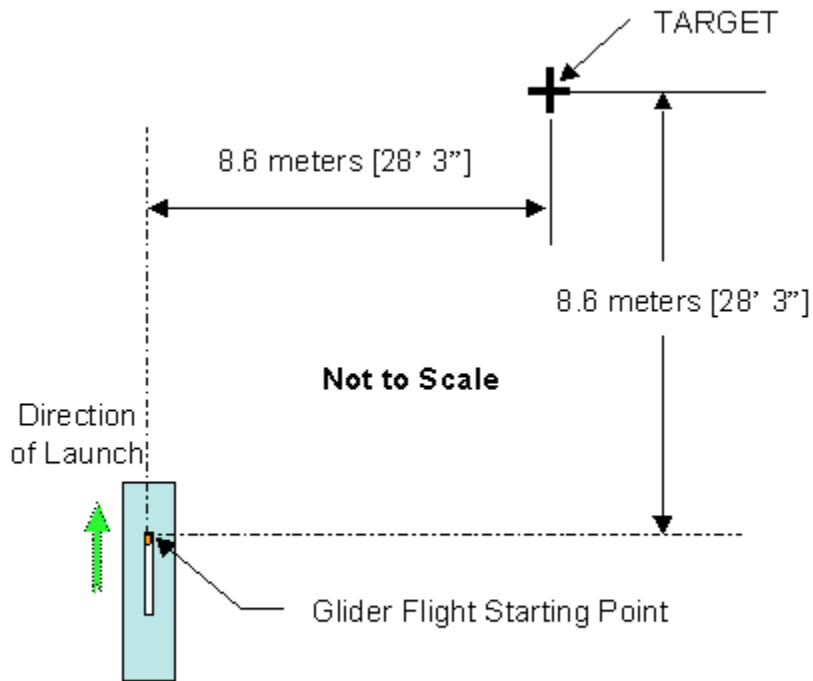 TARGET
8.6 meters [28’ 3”]
8.6 meters [28’ 3”]
Not to Scale
Direction
of Launch
Glider Flight Starting Point